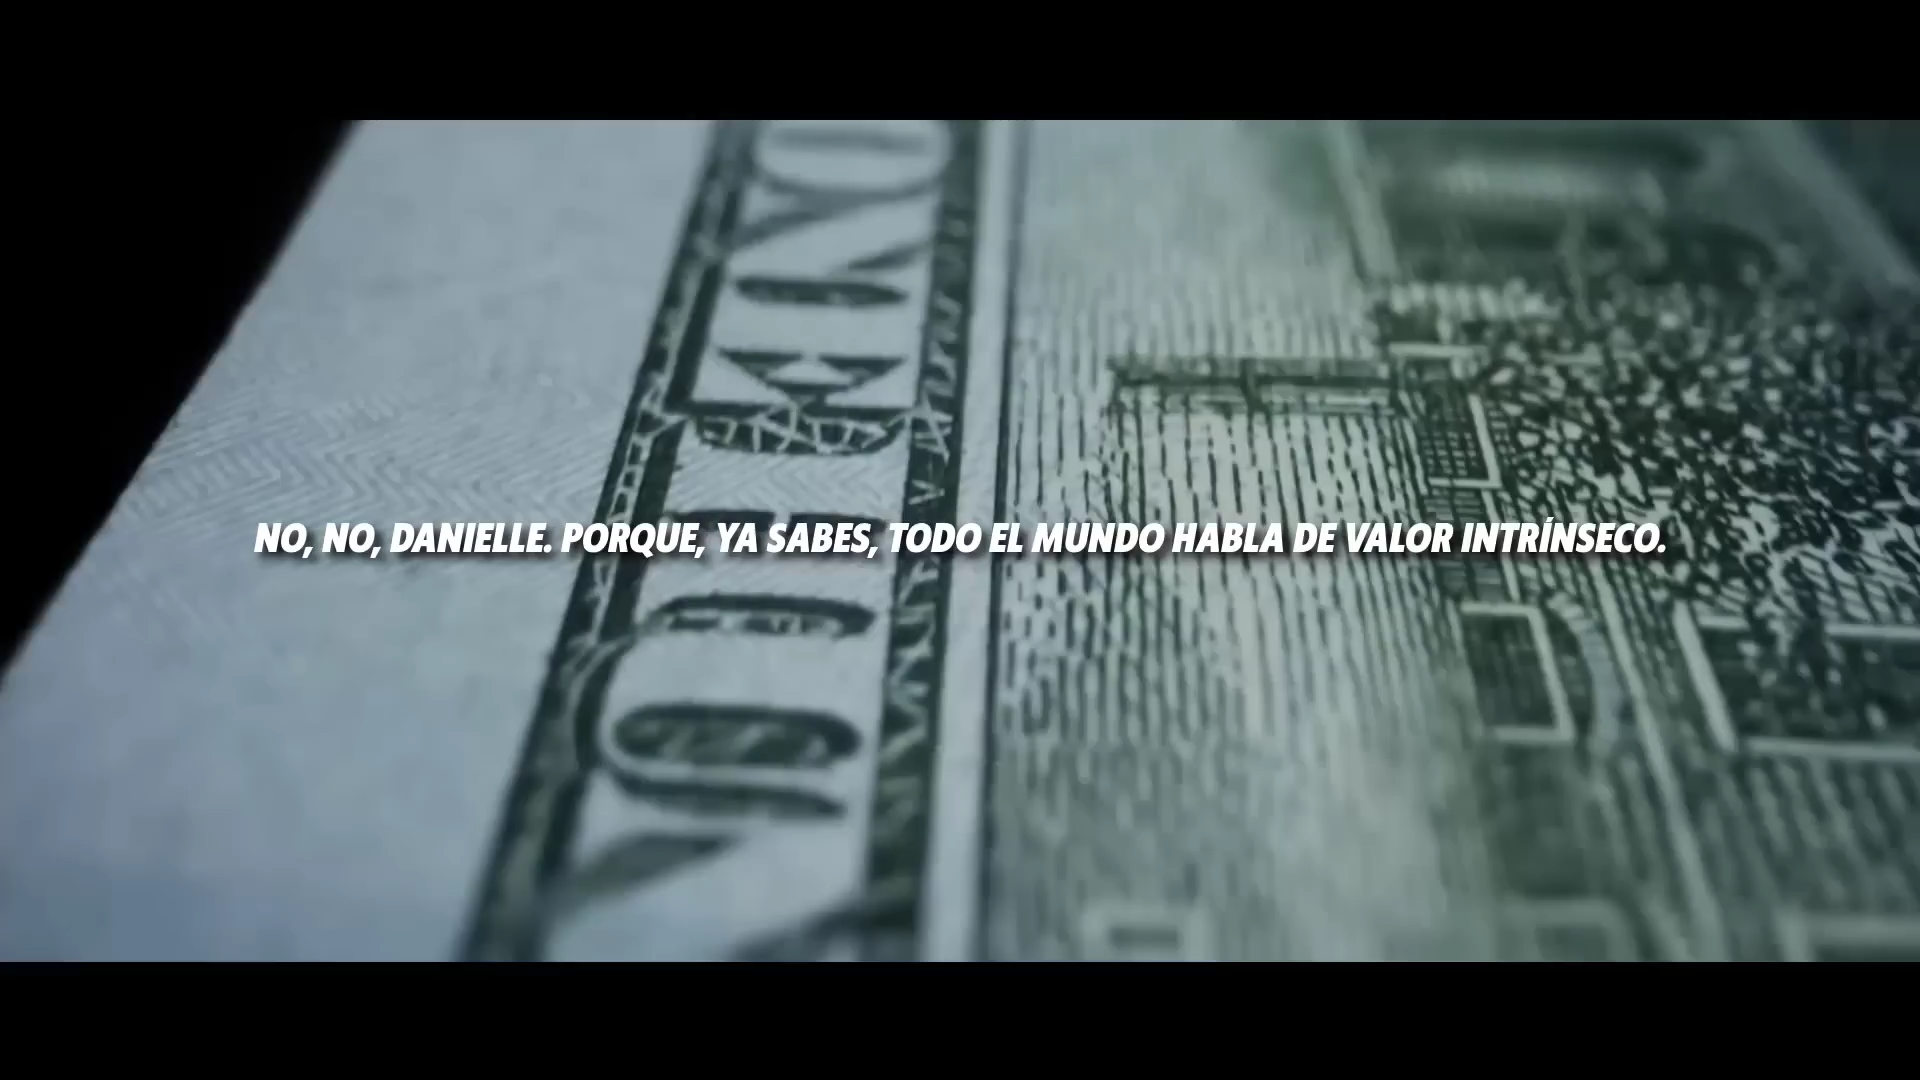 NO, NO, DANIELLE. PORQUE, YA SABES, TODO EL MUNDO HABLA DE VALOR INTRÍNSECO.